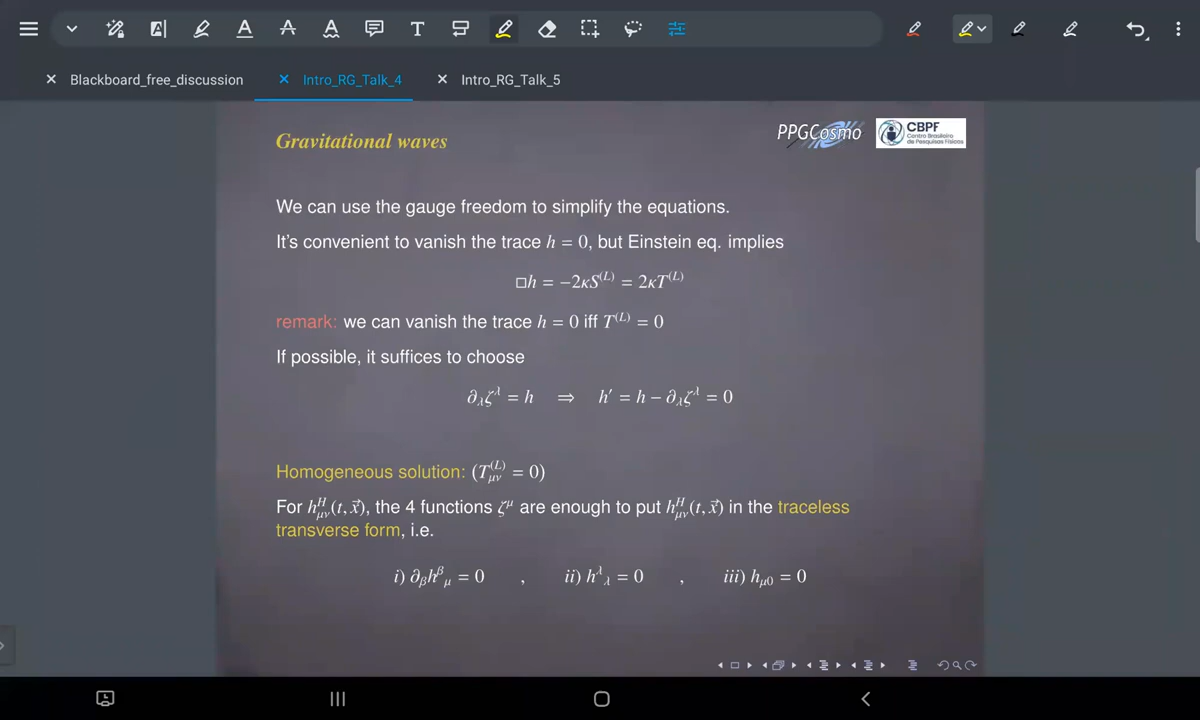 Blackboard_free_discussion
Intro_RG_Talk_4
Intro_RG_Talk_5
Gravitational waves
PPGCosmo
CBPF
Centro Brasileiro
de Pesquisas Físicas
We can use the gauge freedom to simplify the equations.
It's convenient to vanish the trace h = 0, but Einstein eq. implies
□h = −2κS^(L) = 2κT^(L)
remark: we can vanish the trace h = 0 iff T^(L) = 0
If possible, it suffices to choose
∂_λ ζ^λ = h ⇒ h′ = h − ∂_λ ζ^λ = 0
Homogeneous solution: (T^(L)_μν = 0)
For h^H_μν(t, x⃗), the 4 functions ζ^μ are enough to put h^H_μν(t, x⃗) in the traceless
transverse form, i.e.
i) ∂_β h^β_μ = 0 , ii) h^λ_λ = 0 , iii) h_μ0 = 0